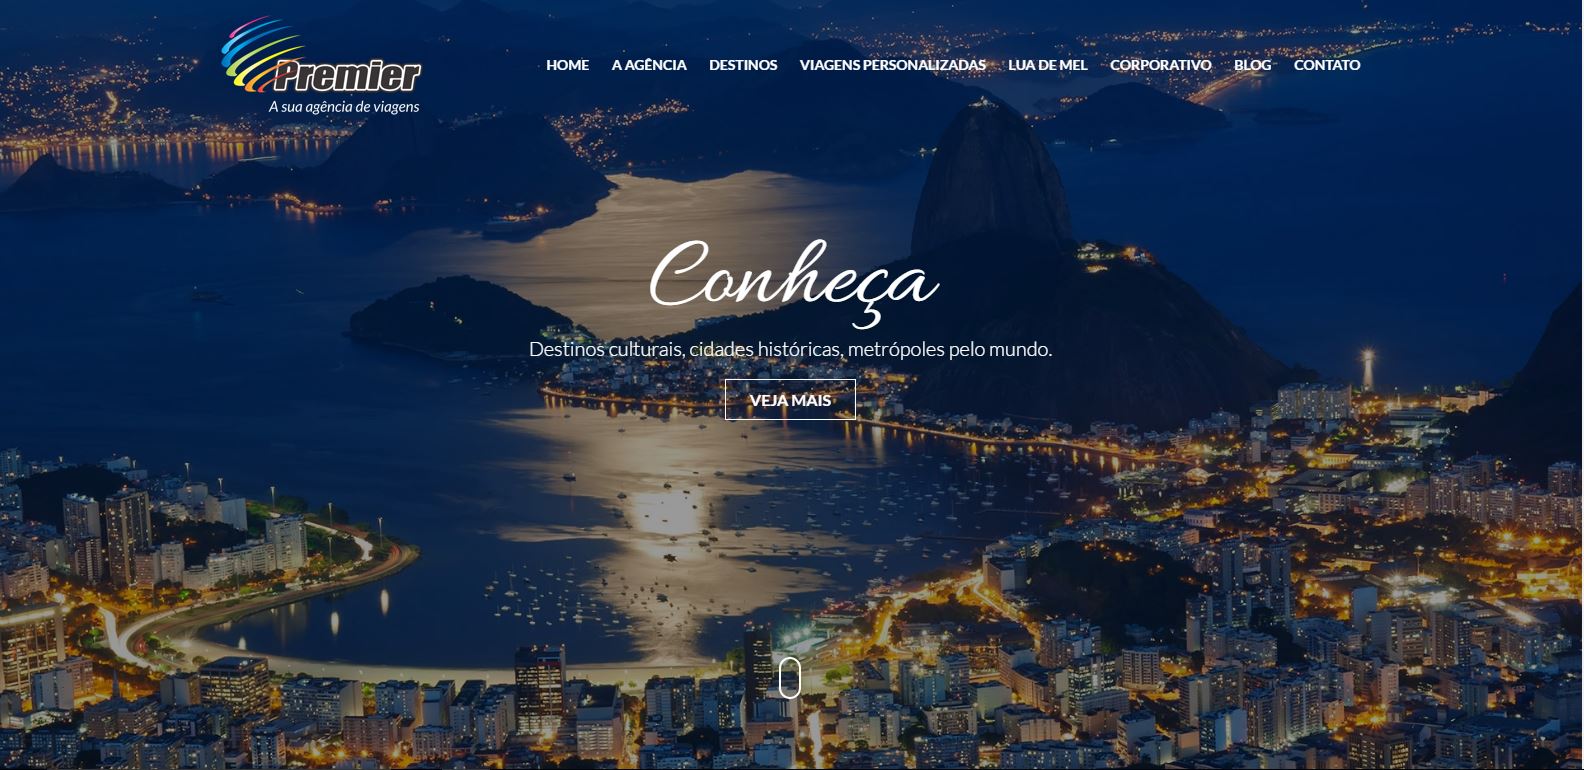 Premier
A sua agência de viagens
HOME A AGÊNCIA DESTINOS VIAGENS PERSONALIZADAS LUA DE MEL CORPORATIVO BLOG CONTATO
Conheça
Destinos culturais, cidades históricas, metrópoles pelo mundo.
VEJA MAIS